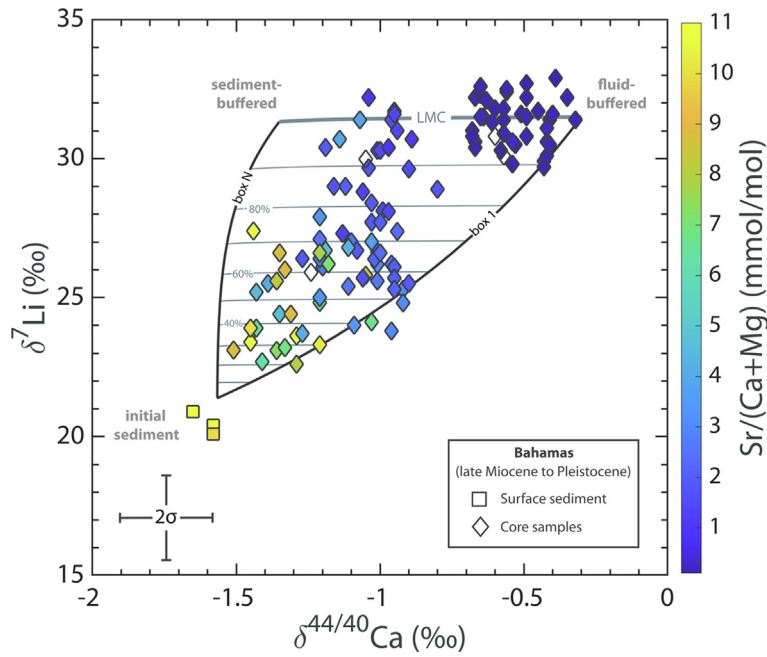 35
30
25
20
15
δ7Li (‰)
-2
-1.5
-1
-0.5
0
δ44/40Ca (‰)
sediment-
buffered
fluid-
buffered
LMC
box N
box 1
80%
60%
40%
initial
sediment
2σ
Bahamas
(late Miocene to Pleistocene)
Surface sediment
Core samples
11
10
9
8
7
6
5
4
3
2
1
Sr/(Ca+Mg) (mmol/mol)